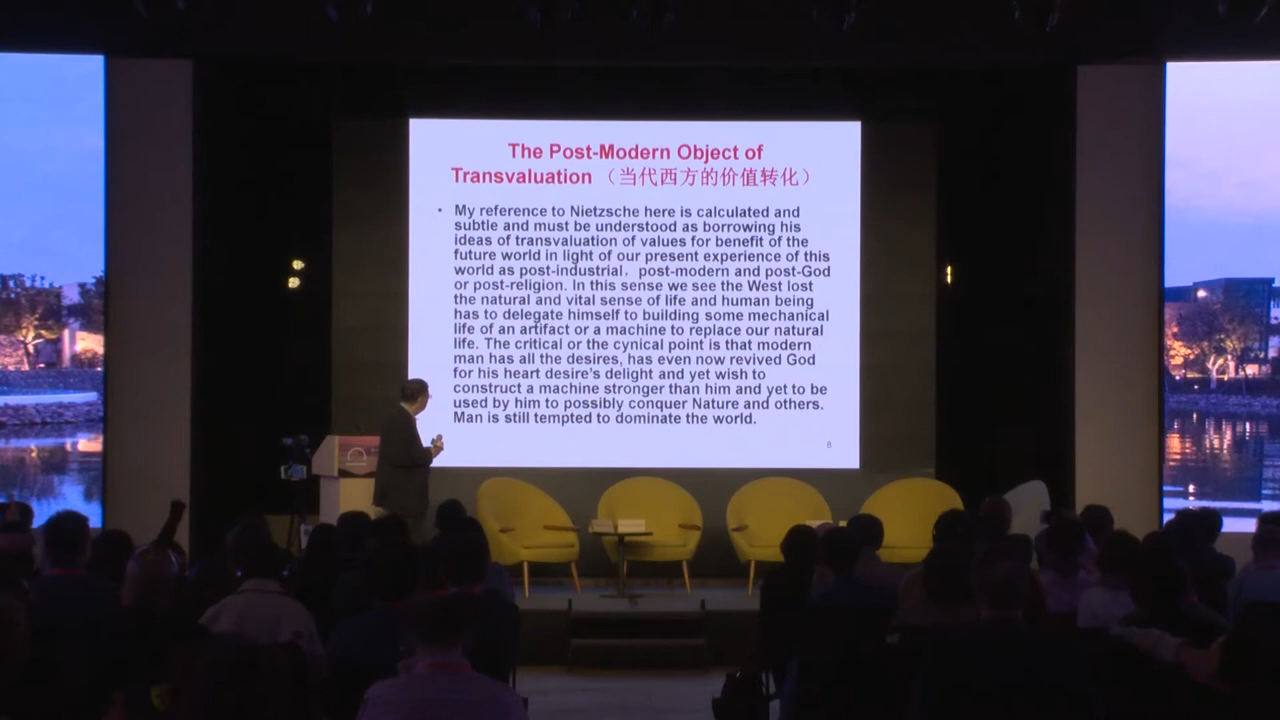 The Post-Modern Object of
Transvaluation （当代西方的价值转化）
• My reference to Nietzsche here is calculated and
subtle and must be understood as borrowing his
ideas of transvaluation of values for benefit of the
future world in light of our present experience of this
world as post-industrial， post-modern and post-God
or post-religion. In this sense we see the West lost
the natural and vital sense of life and human being
has to delegate himself to building some mechanical
life of an artifact or a machine to replace our natural
life. The critical or the cynical point is that modern
man has all the desires, has even now revived God
for his heart desire's delight and yet wish to
construct a machine stronger than him and yet to be
used by him to possibly conquer Nature and others.
Man is still tempted to dominate the world.
8